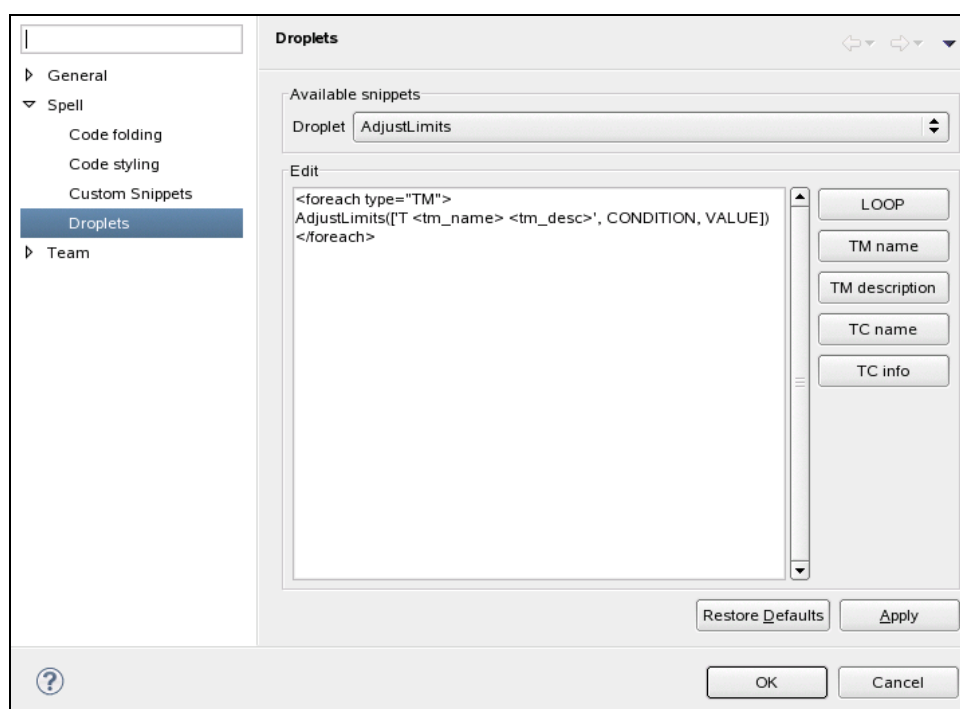 Droplets
General
Spell
Code folding
Code styling
Custom Snippets
Droplets
Team
Available snippets
Droplet AdjustLimits
Edit
<foreach type="TM">
AdjustLimits(['T <tm_name> <tm_desc>', CONDITION, VALUE])
</foreach>
LOOP
TM name
TM description
TC name
TC info
Restore Defaults Apply
? OK Cancel